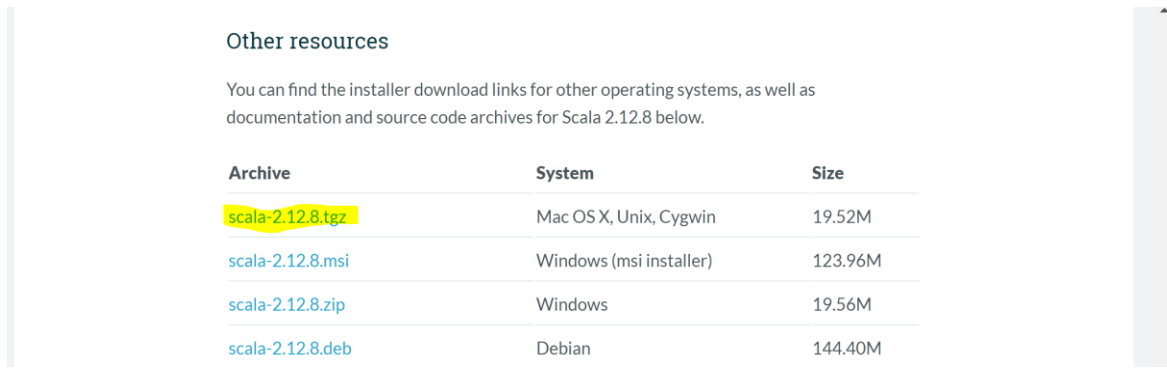 Other resources
You can find the installer download links for other operating systems, as well as
documentation and source code archives for Scala 2.12.8 below.
Archive System Size
scala-2.12.8.tgz Mac OS X, Unix, Cygwin 19.52M
scala-2.12.8.msi Windows (msi installer) 123.96M
scala-2.12.8.zip Windows 19.56M
scala-2.12.8.deb Debian 144.40M